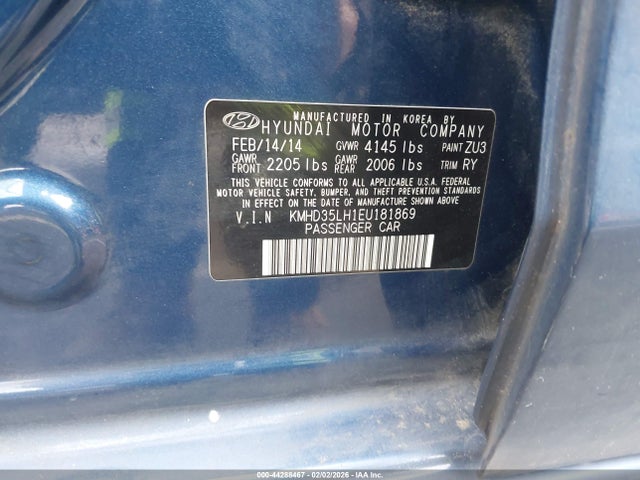 MANUFACTURED IN KOREA BY
HYUNDAI MOTOR COMPANY
FEB/14/14 GVWR 4145 lbs PAINT ZU3
GAWR FRONT 2205 lbs GAWR REAR 2006 lbs TRIM RY
THIS VEHICLE CONFORMS TO ALL APPLICABLE U.S.A. FEDERAL
MOTOR VEHICLE SAFETY, BUMPER, AND THEFT PREVENTION
STANDARDS IN EFFECT ON THE DATE OF MANUFACTURE SHOWN ABOVE.
V.I.N KMHD35LH1EU181869
PASSENGER CAR
000-44288467 - 02/02/2026 - IAAI.COM